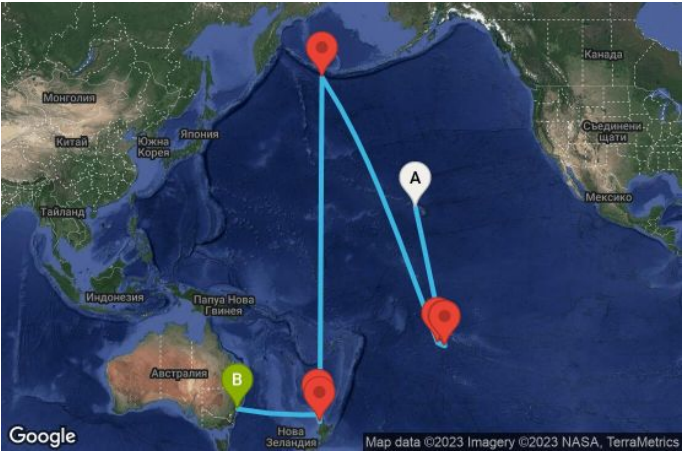 Канада
Монголия
Съединени
щати
Китай
Южна
Корея
Япония
A
Мексико
Тайланд
Индонезия
Папуа Нова
Гвинея
Австралия
B
Нова
Зеландия
Google
Map data ©2023 Imagery ©2023 NASA, TerraMetrics